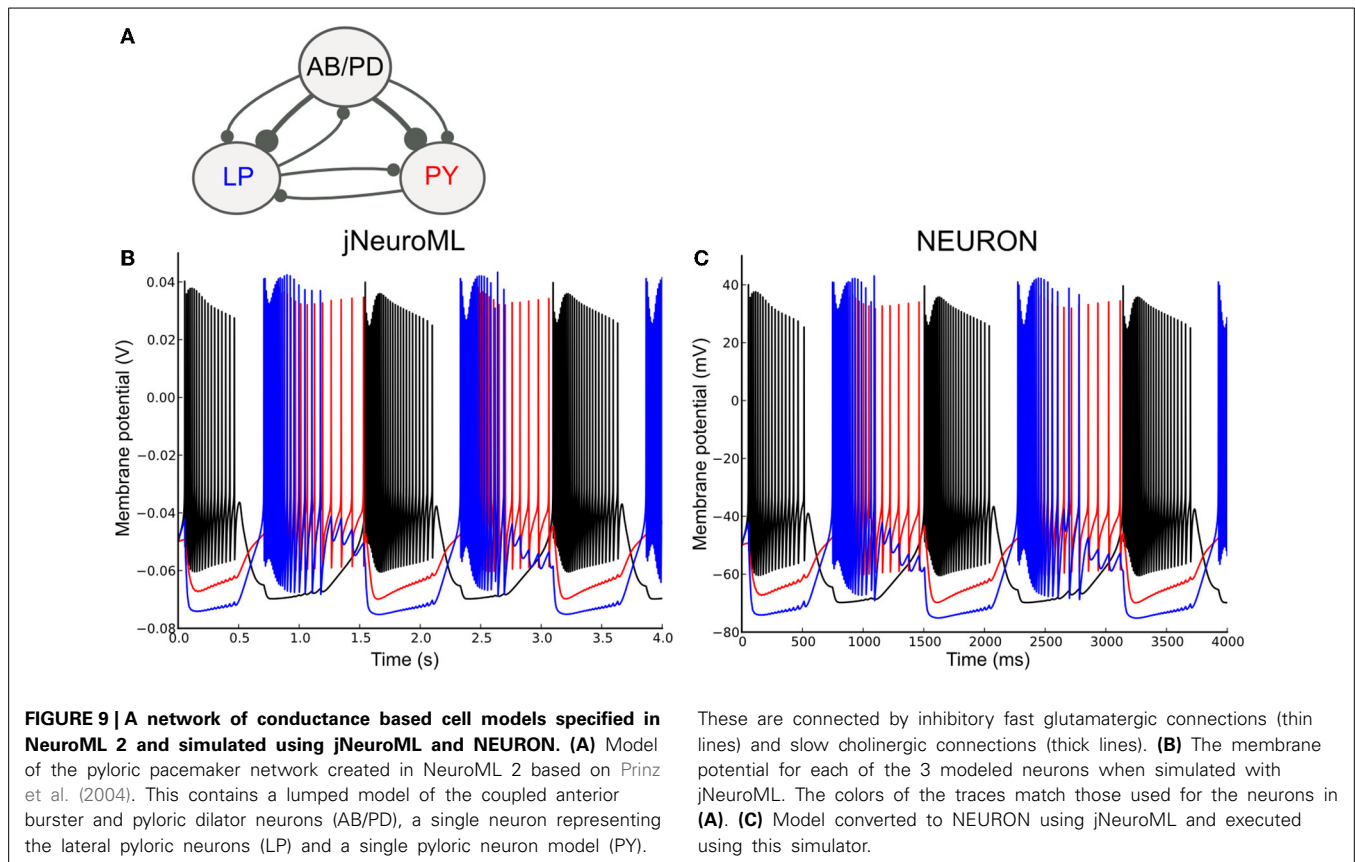 A
AB/PD
LP
PY
jNeuroML
B
0.04
0.02
0.00
−0.02
−0.04
−0.06
−0.08
Membrane potential (V)
0.0
0.5
1.0
1.5
2.0
2.5
3.0
3.5
4.0
Time (s)
NEURON
C
40
20
0
−20
−40
−60
−80
Membrane potential (mV)
0
500
1000
1500
2000
2500
3000
3500
4000
Time (ms)
FIGURE 9 | A network of conductance based cell models specified in
NeuroML 2 and simulated using jNeuroML and NEURON. (A) Model
of the pyloric pacemaker network created in NeuroML 2 based on Prinz
et al. (2004). This contains a lumped model of the coupled anterior
burster and pyloric dilator neurons (AB/PD), a single neuron representing
the lateral pyloric neurons (LP) and a single pyloric neuron model (PY).
These are connected by inhibitory fast glutamatergic connections (thin
lines) and slow cholinergic connections (thick lines). (B) The membrane
potential for each of the 3 modeled neurons when simulated with
jNeuroML. The colors of the traces match those used for the neurons in
(A). (C) Model converted to NEURON using jNeuroML and executed
using this simulator.